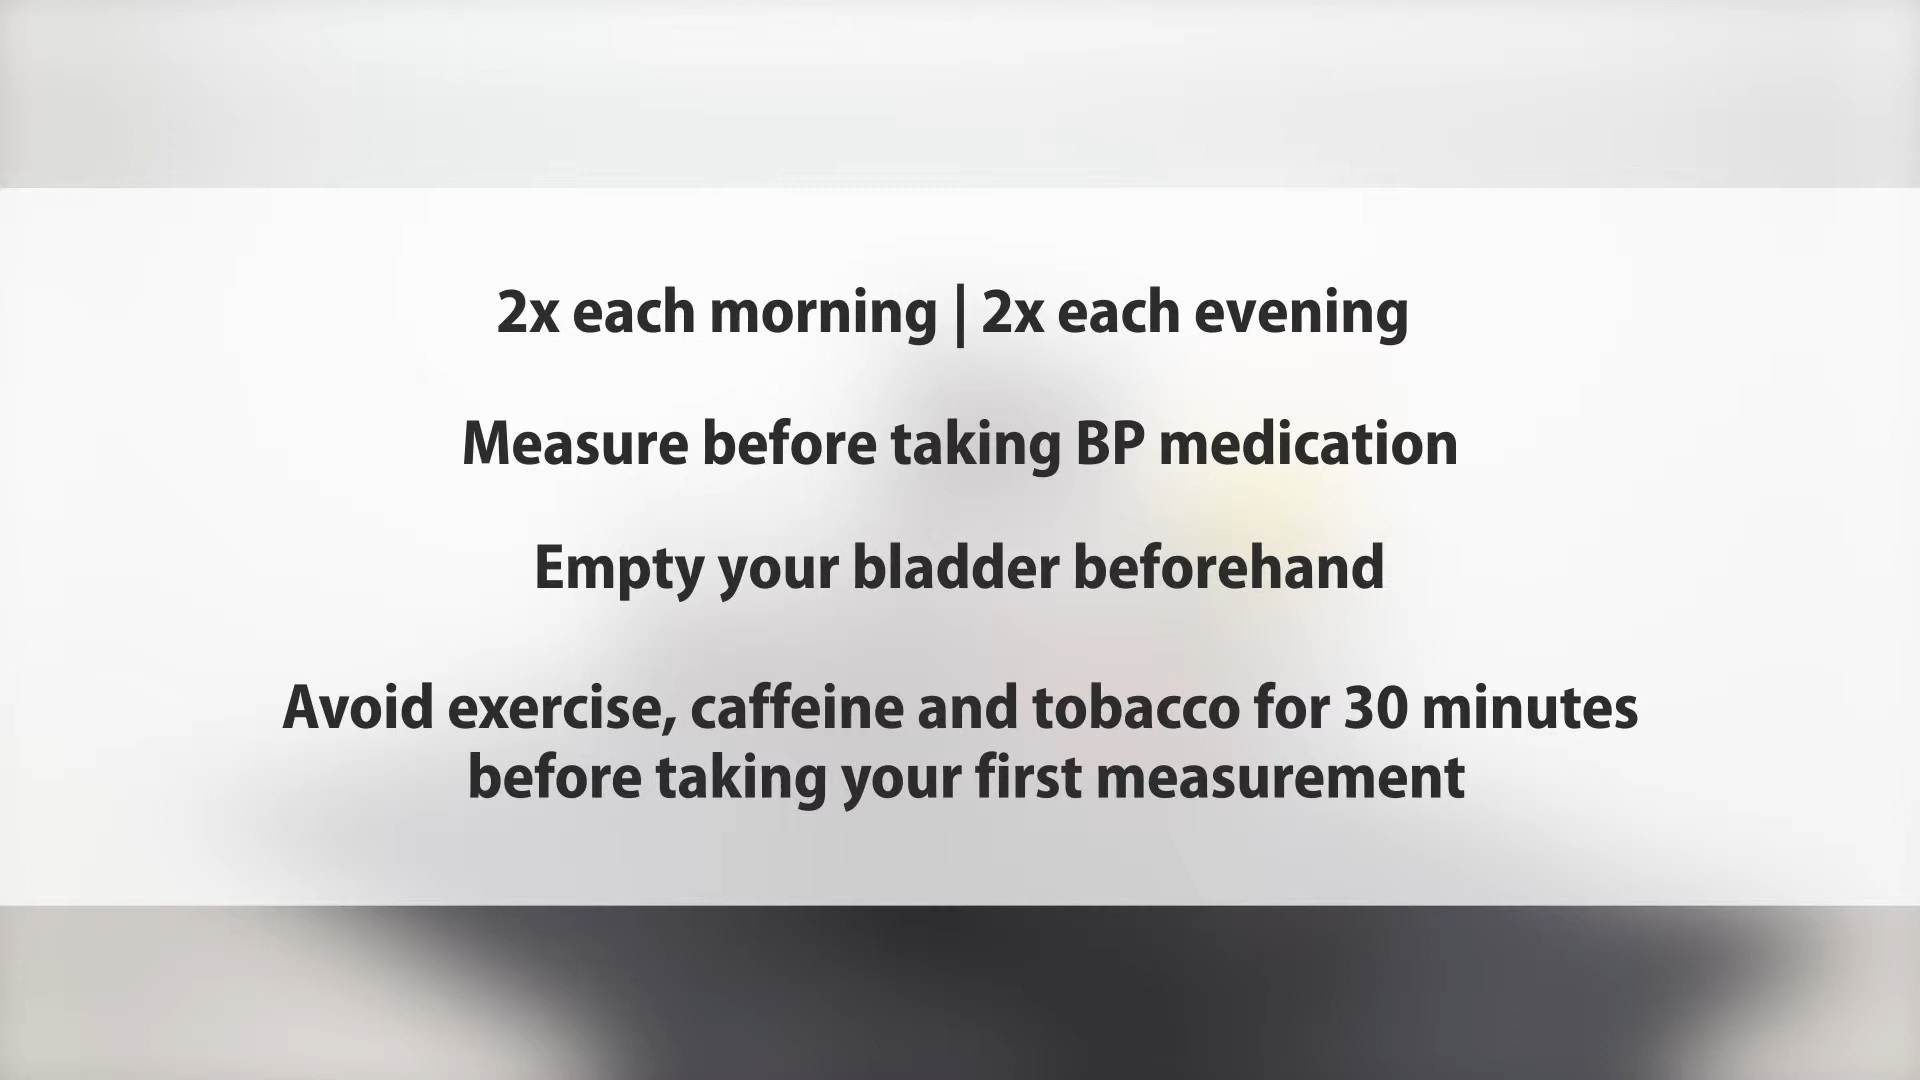 2x each morning | 2x each evening
Measure before taking BP medication
Empty your bladder beforehand
Avoid exercise, caffeine and tobacco for 30 minutes
before taking your first measurement